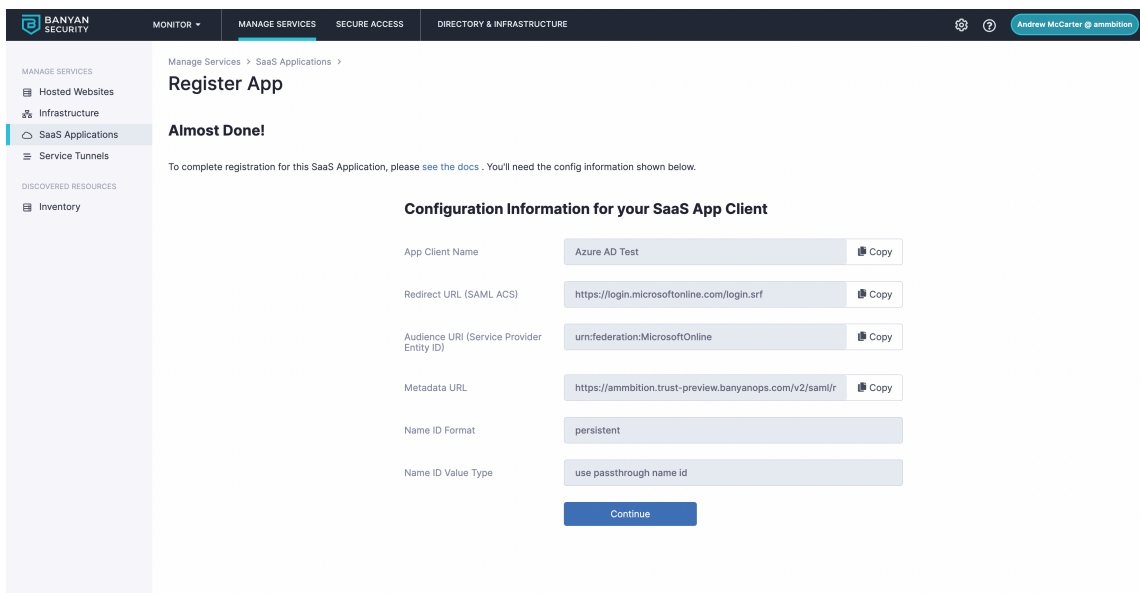 BANYAN
SECURITY
MONITOR
MANAGE SERVICES
SECURE ACCESS
DIRECTORY & INFRASTRUCTURE
Andrew McCarter @ ammbition
MANAGE SERVICES
Hosted Websites
Infrastructure
SaaS Applications
Service Tunnels
DISCOVERED RESOURCES
Inventory
Manage Services > SaaS Applications >
Register App
Almost Done!
To complete registration for this SaaS Application, please see the docs . You'll need the config information shown below.
Configuration Information for your SaaS App Client
App Client Name
Azure AD Test
Copy
Redirect URL (SAML ACS)
https://login.microsoftonline.com/login.srf
Copy
Audience URI (Service Provider
Entity ID)
urn:federation:MicrosoftOnline
Copy
Metadata URL
https://ammbition.trust-preview.banyanops.com/v2/saml/r
Copy
Name ID Format
persistent
Name ID Value Type
use passthrough name id
Continue